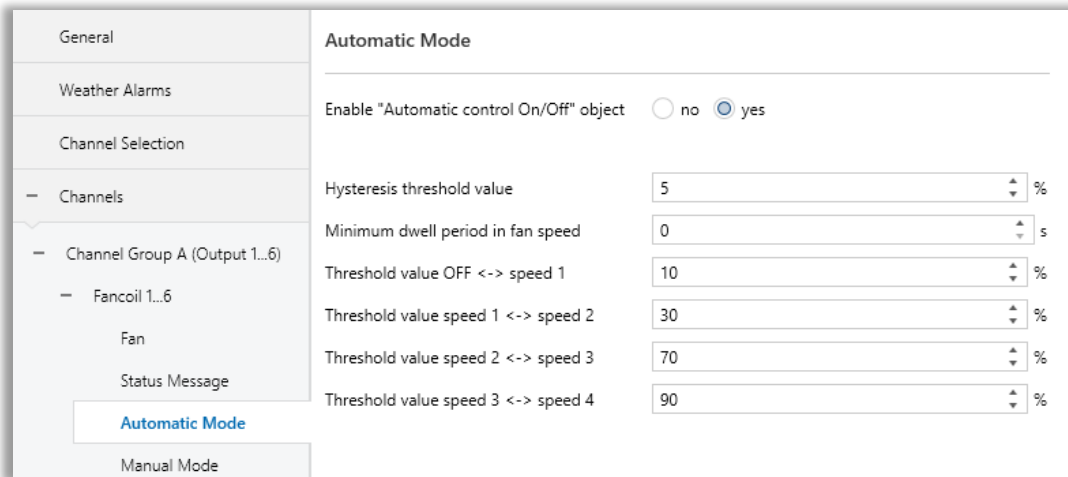 General
Weather Alarms
Channel Selection
Channels
Channel Group A (Output 1...6)
Fancoil 1...6
Fan
Status Message
Automatic Mode
Manual Mode
Automatic Mode
Enable "Automatic control On/Off" object no yes
Hysteresis threshold value 5 %
Minimum dwell period in fan speed 0 s
Threshold value OFF <-> speed 1 10 %
Threshold value speed 1 <-> speed 2 30 %
Threshold value speed 2 <-> speed 3 70 %
Threshold value speed 3 <-> speed 4 90 %